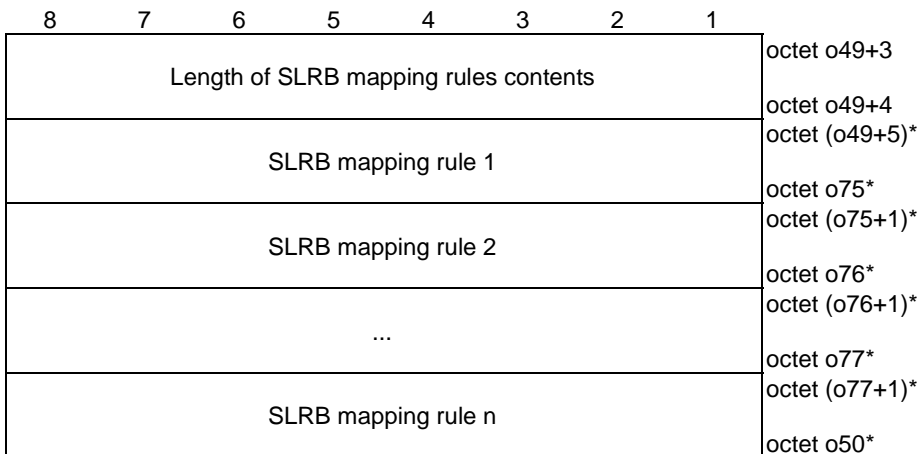 8 7 6 5 4 3 2 1
octet o49+3
Length of SLRB mapping rules contents
octet o49+4
octet (o49+5)*
SLRB mapping rule 1
octet o75*
octet (o75+1)*
SLRB mapping rule 2
octet o76*
octet (o76+1)*
...
octet o77*
octet (o77+1)*
SLRB mapping rule n
octet o50*